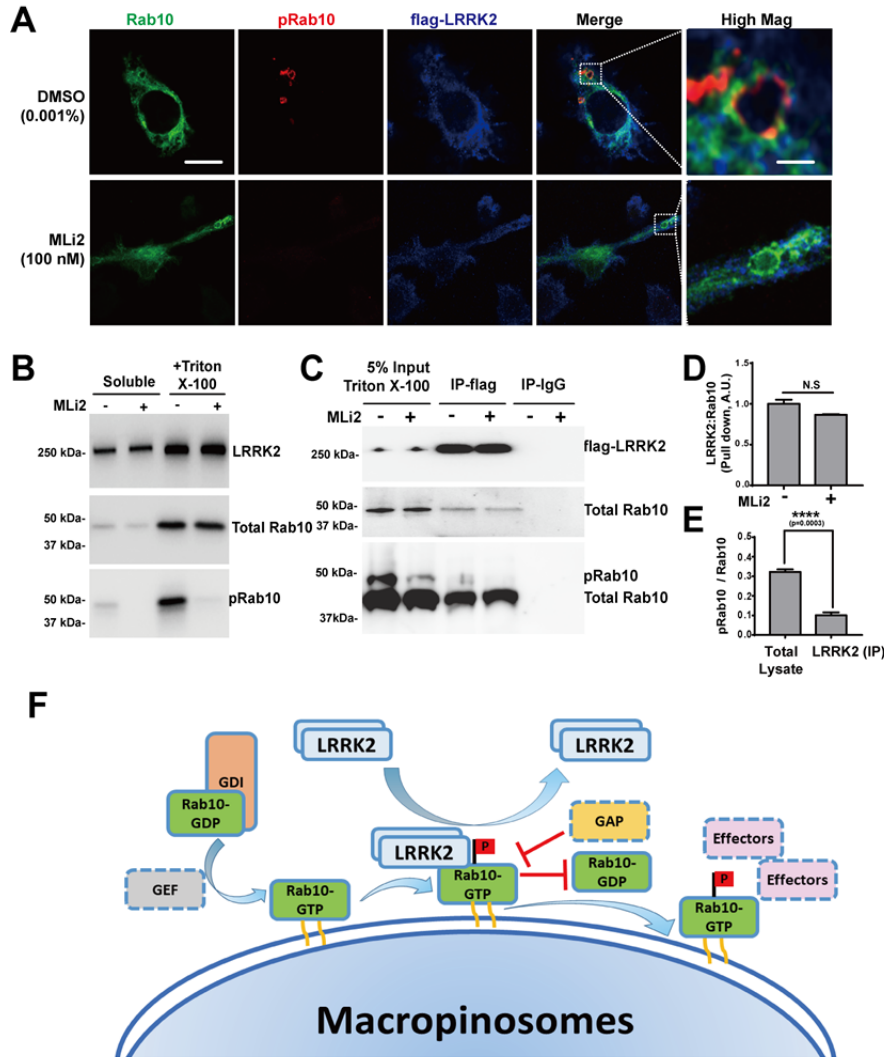 A
Rab10 pRab10 flag-LRRK2 Merge High Mag
DMSO
(0.001%)
MLi2
(100 nM)
B
Soluble +Triton
X-100
MLi2 - + - +
250 kDa- LRRK2
50 kDa- Total Rab10
37 kDa-
50 kDa- pRab10
37 kDa-
C
5% Input
Triton X-100 IP-flag IP-IgG
MLi2 - + - + - +
250 kDa- flag-LRRK2
50 kDa- Total Rab10
37 kDa-
50 kDa- pRab10
Total Rab10
37kDa-
D
LRRK2:Rab10
(Pull down, A.U.)
1.5
1.0
0.5
0.0
N.S
MLi2 - +
E
pRab10 / Rab10
0.4
0.3
0.2
0.1
0.0
****
(p=0.0003)
Total
Lysate LRRK2 (IP)
F
GDI
Rab10-
GDP
GEF
Rab10-
GTP
LRRK2
LRRK2
LRRK2
P
Rab10-
GTP
GAP
Rab10-
GDP
Effectors
Effectors
P
Rab10-
GTP
Macropinosomes